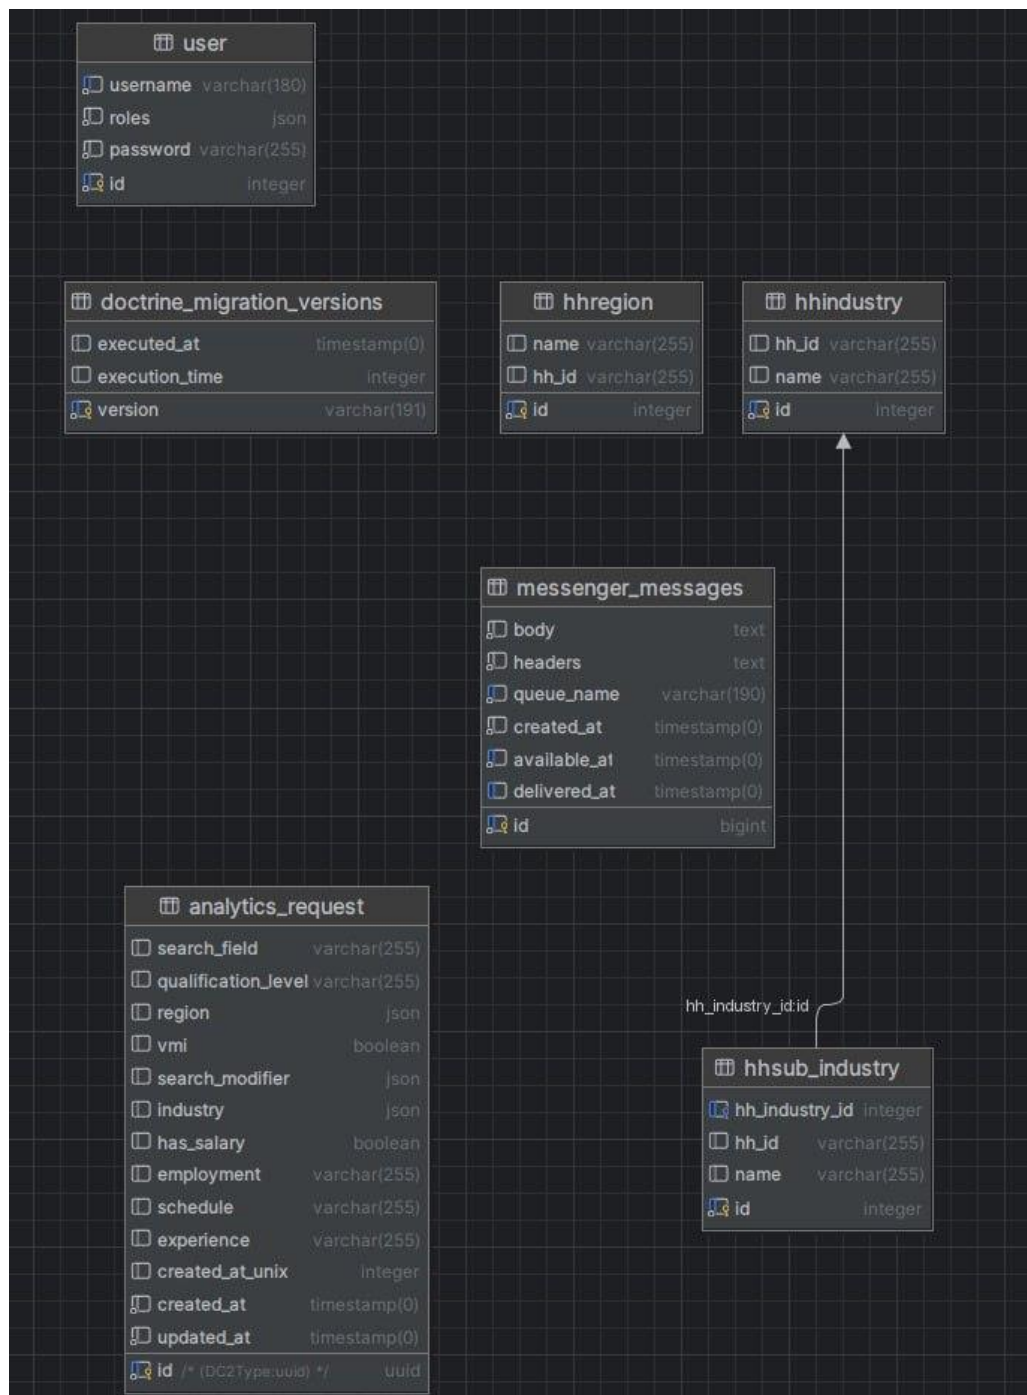 user
username varchar(180)
roles json
password varchar(255)
id integer
doctrine_migration_versions
executed_at timestamp(0)
execution_time integer
version varchar(191)
hhregion
name varchar(255)
hh_id varchar(255)
id integer
hhindustry
hh_id varchar(255)
name varchar(255)
id integer
messenger_messages
body text
headers text
queue_name varchar(190)
created_at timestamp(0)
available_at timestamp(0)
delivered_at timestamp(0)
id bigint
analytics_request
search_field varchar(255)
qualification_level varchar(255)
region json
vmi boolean
search_modifier json
industry json
has_salary boolean
employment varchar(255)
schedule varchar(255)
experience varchar(255)
created_at_unix integer
created_at timestamp(0)
updated_at timestamp(0)
id /* (DC2Type:uuid) */ uuid
hh_industry_id:id
hhsub_industry
hh_industry_id integer
hh_id varchar(255)
name varchar(255)
id integer